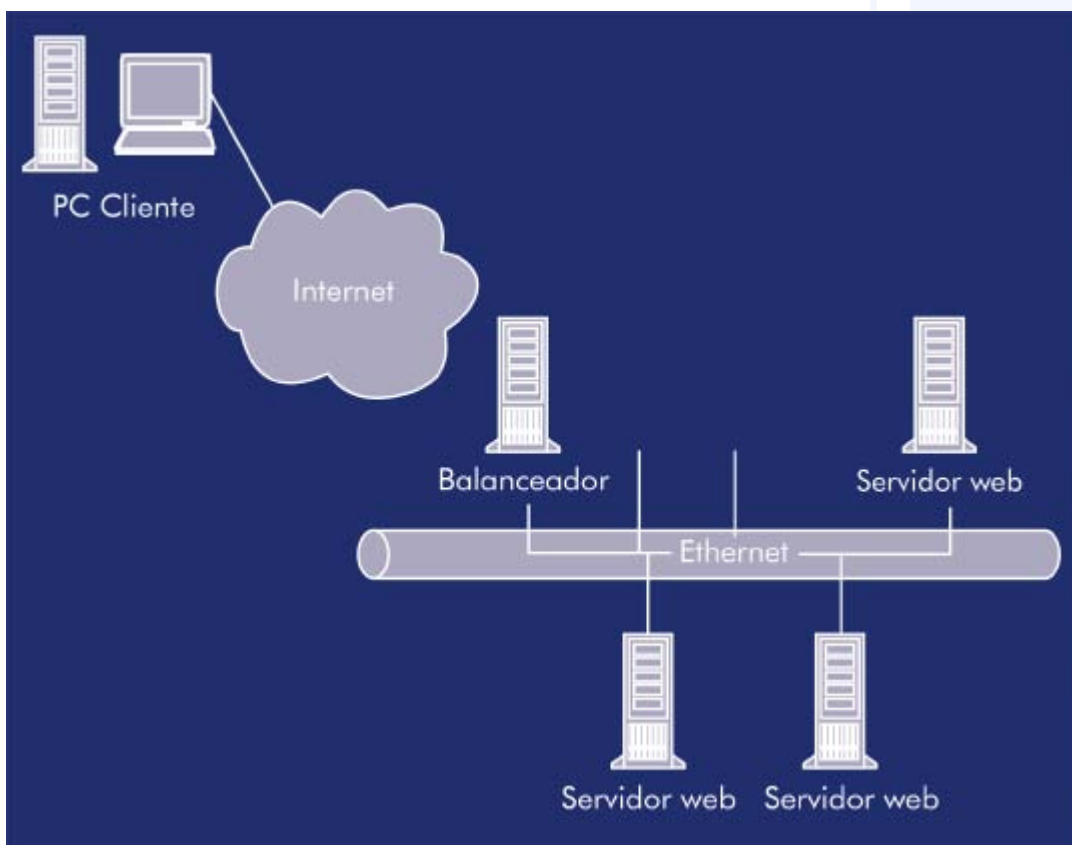 PC Cliente
Internet
Balanceador
Servidor web
Ethernet
Servidor web
Servidor web